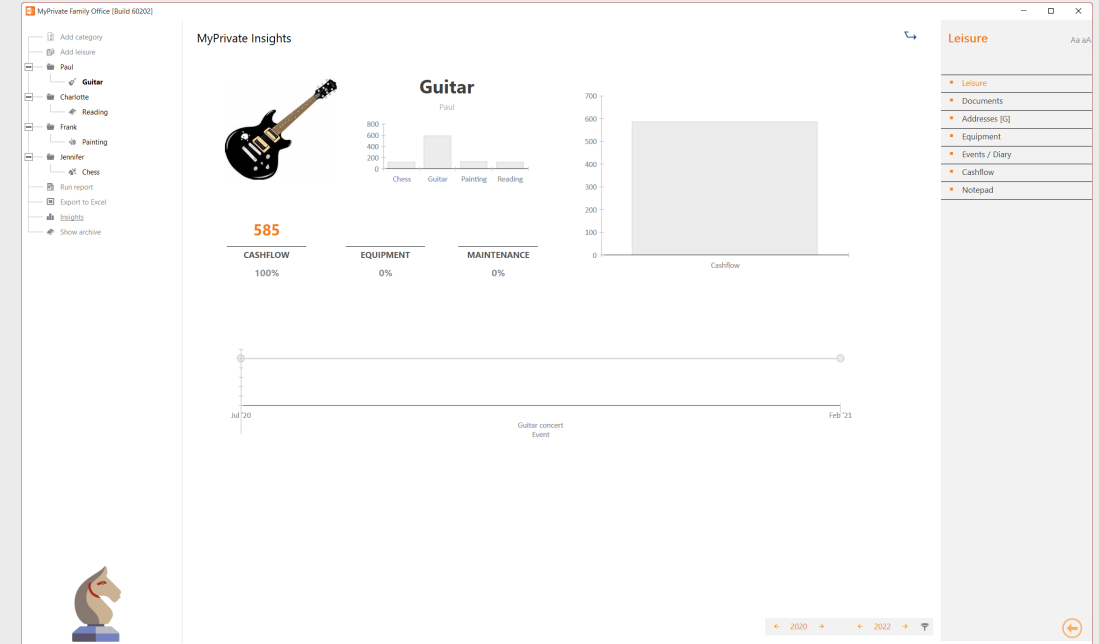 MyPrivate Family Office [Build 60202]
Add category
Add leisure
Paul
Guitar
Charlotte
Reading
Frank
Painting
Jennifer
Chess
Run report
Export to Excel
Insights
Show archive
MyPrivate Insights
Guitar
Paul
800
600
400
200
0
Chess Guitar Painting Reading
585
CASHFLOW EQUIPMENT MAINTENANCE
100% 0% 0%
700
600
500
400
300
200
100
0
Cashflow
Jul '20 Feb '21
Guitar concert
Event
2020 2022
Leisure Aa aA
Leisure
Documents
Addresses [G]
Equipment
Events / Diary
Cashflow
Notepad